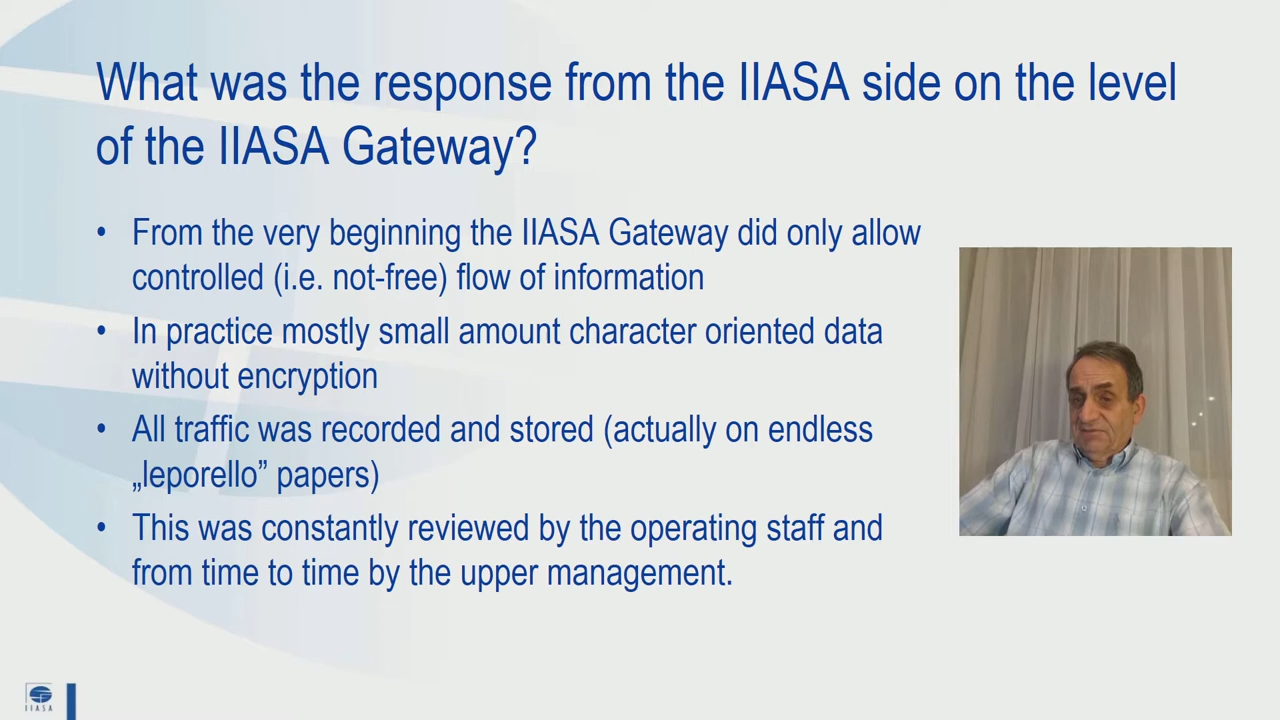 What was the response from the IIASA side on the level
of the IIASA Gateway?
• From the very beginning the IIASA Gateway did only allow
controlled (i.e. not-free) flow of information
• In practice mostly small amount character oriented data
without encryption
• All traffic was recorded and stored (actually on endless
„leporello” papers)
• This was constantly reviewed by the operating staff and
from time to time by the upper management.
IIASA